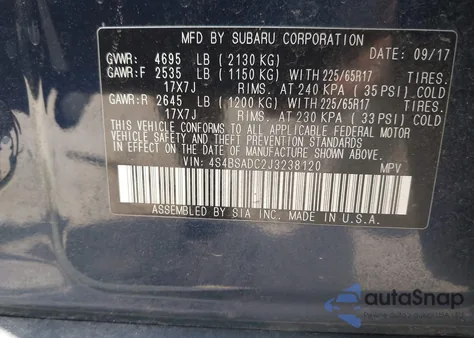 MFD BY SUBARU CORPORATION
GVWR: 4695 LB ( 2130 KG) DATE: 09/17
GAWR:F 2535 LB ( 1150 KG) WITH 225/65R17 TIRES.
17X7J RIMS. AT 240 KPA ( 35 PSI) COLD
GAWR:R 2645 LB ( 1200 KG) WITH 225/65R17 TIRES.
17X7J RIMS. AT 230 KPA ( 33 PSI) COLD
THIS VEHICLE CONFORMS TO ALL APPLICABLE FEDERAL MOTOR
VEHICLE SAFETY AND THEFT PREVENTION STANDARDS
IN EFFECT ON THE DATE OF MANUFACTURE SHOWN ABOVE.
VIN: 4S4BSADC2J3238120 MPV
ASSEMBLED BY SIA INC. MADE IN U.S.A.
autoSnap